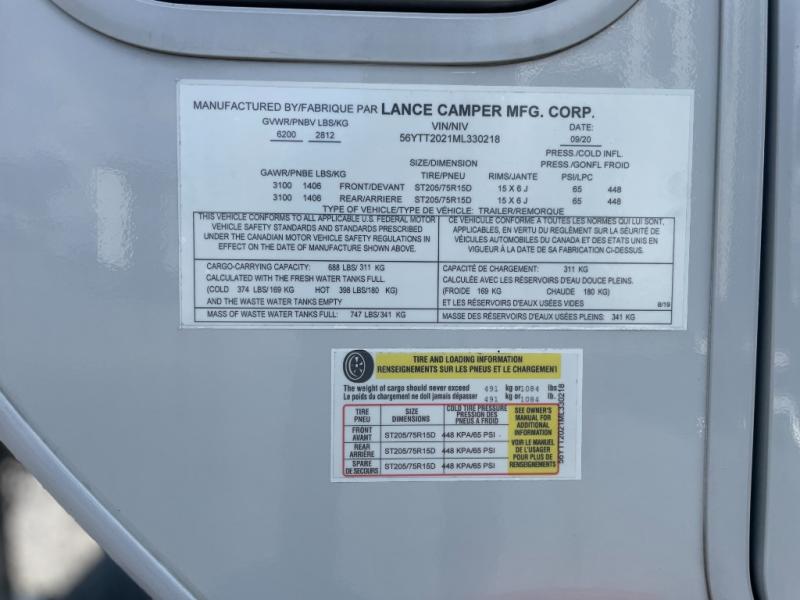 MANUFACTURED BY/FABRIQUE PAR LANCE CAMPER MFG. CORP.
GVWR/PNBV LBS/KG VIN/NIV DATE:
6200 2812 56YTT2021ML330218 09/20
PRESS./COLD INFL.
SIZE/DIMENSION PRESS./GONFL FROID
GAWR/PNBE LBS/KG TIRE/PNEU RIMS/JANTE PSI/LPC
3100 1406 FRONT/DEVANT ST205/75R15D 15 X 6 J 65 448
3100 1406 REAR/ARRIERE ST205/75R15D 15 X 6 J 65 448
TYPE OF VEHICLE/TYPE DE VÉHICULE: TRAILER/REMORQUE
THIS VEHICLE CONFORMS TO ALL APPLICABLE U.S. FEDERAL MOTOR
VEHICLE SAFETY STANDARDS AND STANDARDS PRESCRIBED
UNDER THE CANADIAN MOTOR VEHICLE SAFETY REGULATIONS IN
EFFECT ON THE DATE OF MANUFACTURE SHOWN ABOVE.
CE VEHICULE CONFORME A TOUTES LES NORMES QUI LUI SONT,
APPLICABLES, EN VERTU DU REGLEMENT SUR LA SÉURITÉ DE
VÉICULES AUTOMOBILES DU CANADA ET DES ETATS UNIS EN
VIGUEUR À LA DATE DE SA FABRICATION CI-DESSUS.
CARGO-CARRYING CAPACITY: 688 LBS/ 311 KG
CALCULATED WITH THE FRESH WATER TANKS FULL.
(COLD 374 LBS/169 KG HOT 398 LBS/180 KG)
AND THE WASTE WATER TANKS EMPTY
CAPACITÉ DE CHARGEMENT: 311 KG
CALCULÉE AVEC LES RÉSERVOIRS D'EAU DOUCE PLEINS.
(FROIDE 169 KG CHAUDE 180 KG)
ET LES RÉSERVOIRS D'EAUX USÉES VIDES 8/19
MASS OF WASTE WATER TANKS FULL: 747 LBS/341 KG
MASSE DES RÉSERVOIRS D'EAUX USÉES PLEINS: 341 KG
TIRE AND LOADING INFORMATION
RENSEIGNEMENTS SUR LES PNEUS ET LE CHARGEMENT
The weight of cargo should never exceed 491 kg or 1084 lbs
Le poids du chargement ne doit jamais dépasser 491 kg or 1084 lb.
TIRE
PNEU
SIZE
DIMENSIONS
COLD TIRE PRESSURE
PRESSION DES
PNEUS A FROID
FRONT
AVANT
ST205/75R15D 448 KPA/65 PSI
REAR
ARRIÈRE
ST205/75R15D 448 KPA/65 PSI
SPARE
DE SECOURS
ST205/75R15D 448 KPA/65 PSI
SEE OWNER'S
MANUAL FOR
ADDITIONAL
INFORMATION
VOIR LE MANUEL
DE L'USAGER
POUR PLUS DE
RENSEIGNEMENTS
56YTT2021ML330218